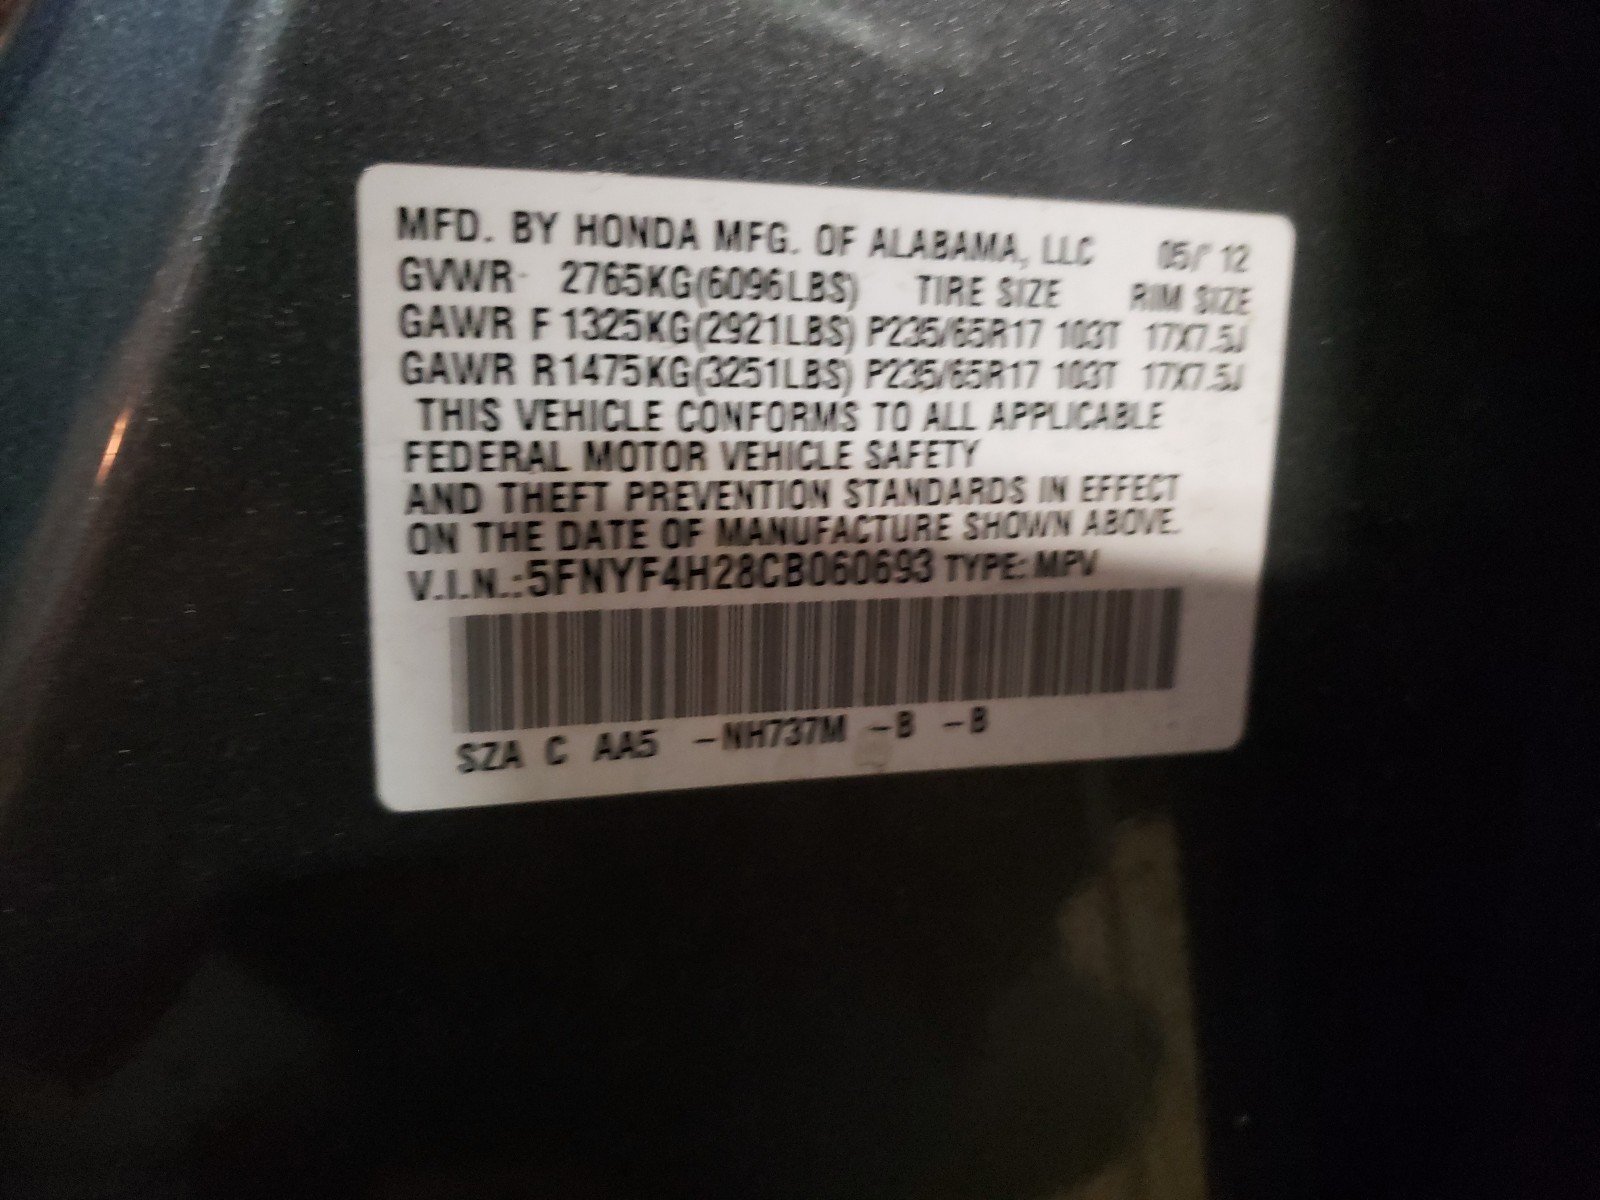 MFD. BY HONDA MFG. OF ALABAMA, LLC 05/ 12
GVWR 2765KG(6096LBS) TIRE SIZE RIM SIZE
GAWR F 1325KG(2921LBS) P235/65R17 103T 17X7.5J
GAWR R1475KG(3251LBS) P235/65R17 103T 17X7.5J
THIS VEHICLE CONFORMS TO ALL APPLICABLE
FEDERAL MOTOR VEHICLE SAFETY
AND THEFT PREVENTION STANDARDS IN EFFECT
ON THE DATE OF MANUFACTURE SHOWN ABOVE.
V.I.N.:5FNYF4H28CB060693 TYPE: MPV
SZA C AA5 -NH737M -B -B